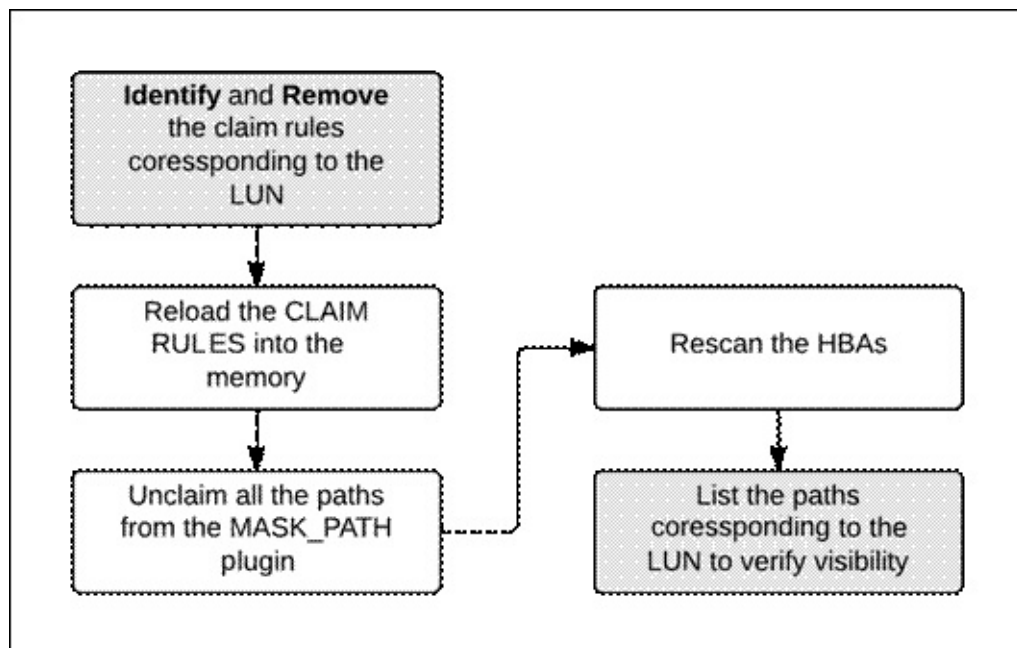 Identify and Remove
the claim rules
coressponding to the
LUN
Reload the CLAIM
RULES into the
memory
Unclaim all the paths
from the MASK_PATH
plugin
Rescan the HBAs
List the paths
coressponding to the
LUN to verify visibility